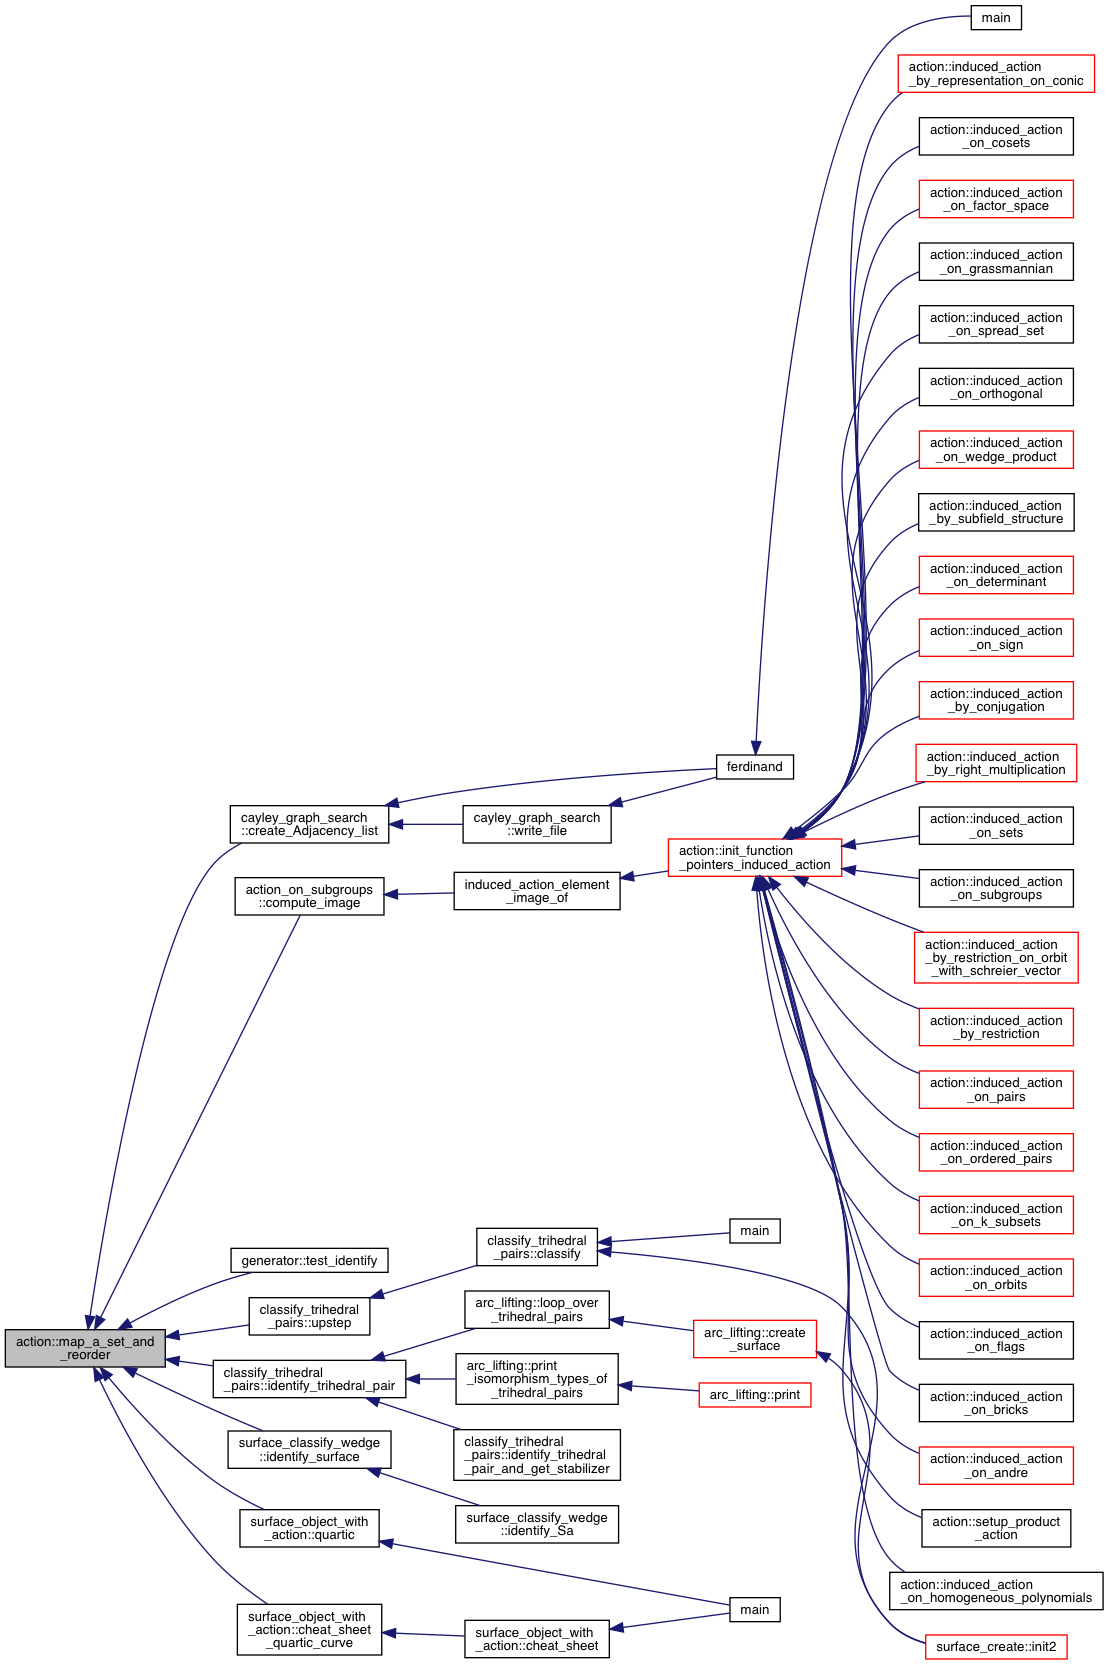 main
action::induced_action
_by_representation_on_conic
action::induced_action
_on_cosets
action::induced_action
_on_factor_space
action::induced_action
_on_grassmannian
action::induced_action
_on_spread_set
action::induced_action
_on_orthogonal
action::induced_action
_on_wedge_product
action::induced_action
_by_subfield_structure
action::induced_action
_on_determinant
action::induced_action
_on_sign
action::induced_action
_by_conjugation
action::induced_action
_by_right_multiplication
ferdinand
cayley_graph_search
::create_Adjacency_list
cayley_graph_search
::write_file
action::init_function
_pointers_induced_action
action::induced_action
_on_sets
action_on_subgroups
::compute_image
induced_action_element
_image_of
action::induced_action
_on_subgroups
action::induced_action
_by_restriction_on_orbit
_with_schreier_vector
action::induced_action
_by_restriction
action::induced_action
_on_pairs
action::induced_action
_on_ordered_pairs
action::induced_action
_on_k_subsets
action::induced_action
_on_orbits
action::induced_action
_on_flags
action::induced_action
_on_bricks
action::induced_action
_on_andre
action::setup_product
_action
action::induced_action
_on_homogeneous_polynomials
surface_create::init2
main
classify_trihedral
_pairs::classify
generator::test_identify
classify_trihedral
_pairs::upstep
arc_lifting::loop_over
_trihedral_pairs
arc_lifting::create
_surface
action::map_a_set_and
_reorder
classify_trihedral
_pairs::identify_trihedral_pair
arc_lifting::print
_isomorphism_types_of
_trihedral_pairs
arc_lifting::print
classify_trihedral
_pairs::identify_trihedral
_pair_and_get_stabilizer
surface_classify_wedge
::identify_surface
surface_classify_wedge
::identify_Sa
surface_object_with
_action::quartic
main
surface_object_with
_action::cheat_sheet
_quartic_curve
surface_object_with
_action::cheat_sheet